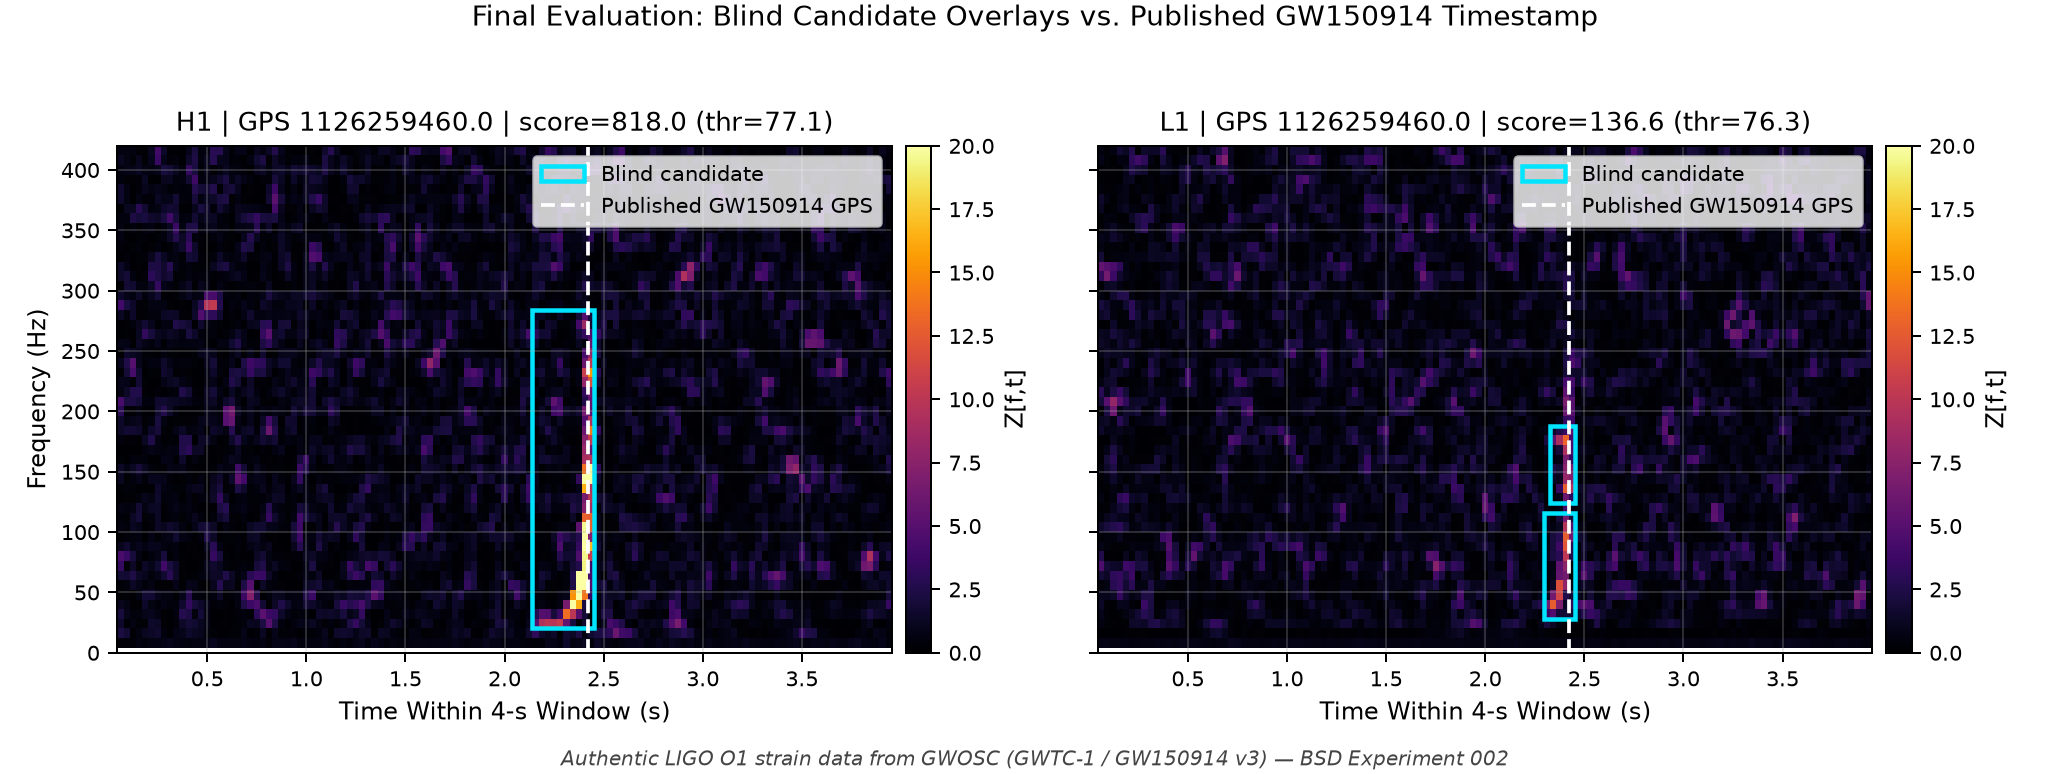 Final Evaluation: Blind Candidate Overlays vs. Published GW150914 Timestamp
H1 | GPS 1126259460.0 | score=818.0 (thr=77.1)
Blind candidate
Published GW150914 GPS
Frequency (Hz)
400
350
300
250
200
150
100
50
0
0.5 1.0 1.5 2.0 2.5 3.0 3.5
Time Within 4-s Window (s)
20.0
17.5
15.0
12.5
10.0
7.5
5.0
2.5
0.0
Z[f,t]
L1 | GPS 1126259460.0 | score=136.6 (thr=76.3)
Blind candidate
Published GW150914 GPS
0.5 1.0 1.5 2.0 2.5 3.0 3.5
Time Within 4-s Window (s)
20.0
17.5
15.0
12.5
10.0
7.5
5.0
2.5
0.0
Z[f,t]
Authentic LIGO O1 strain data from GWOSC (GWTC-1 / GW150914 v3) — BSD Experiment 002